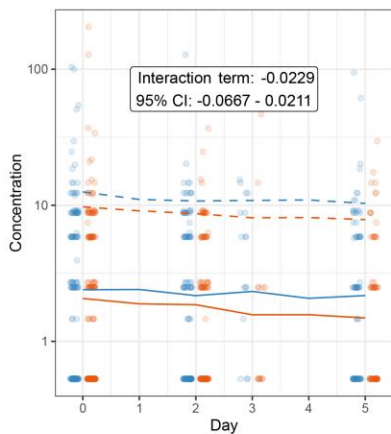 100
10
1
Concentration
Interaction term: -0.0229
95% CI: -0.0667 - 0.0211
0 1 2 3 4 5
Day